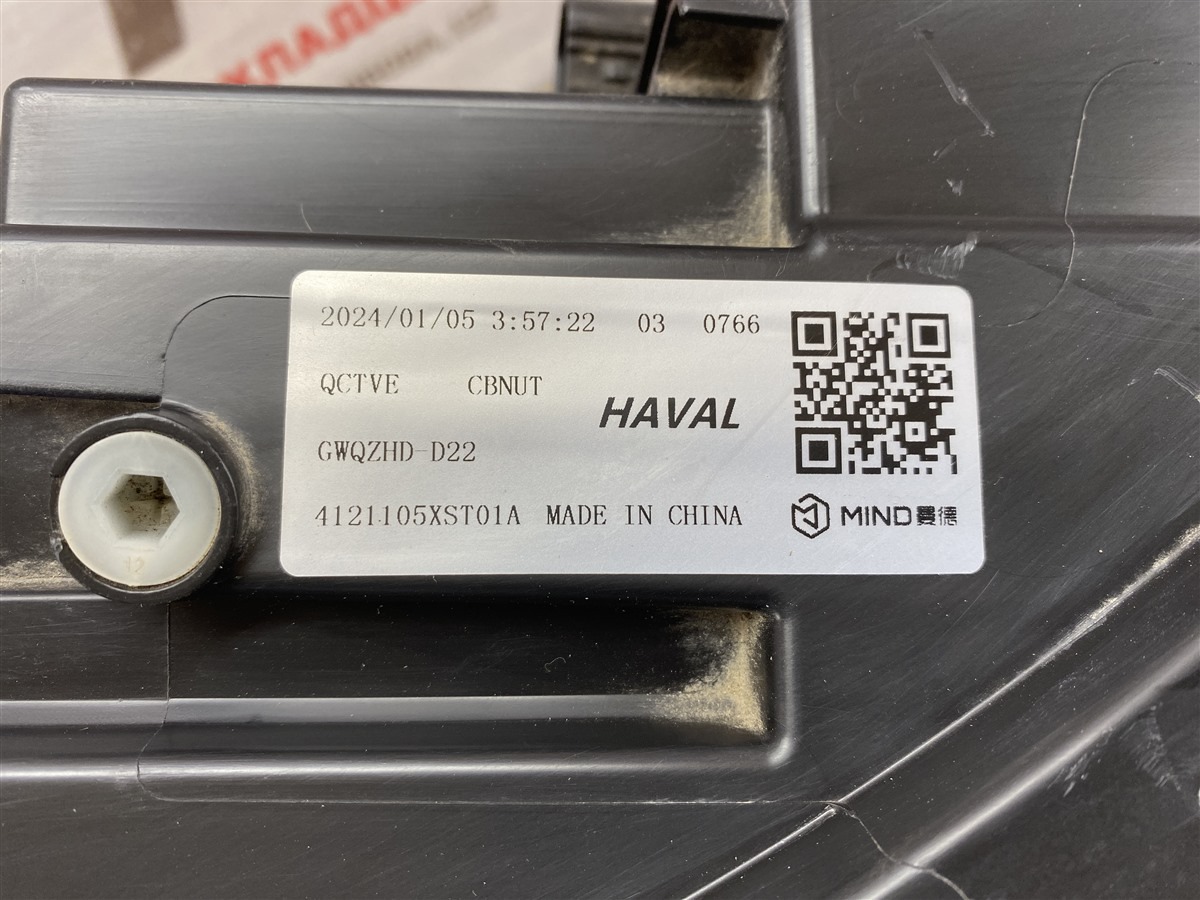 2024/01/05 3:57:22 03 0766
QCTVE CBNUT
HAVAL
GWQZHD-D22
4121105XST01A MADE IN CHINA
MIND曼德
12